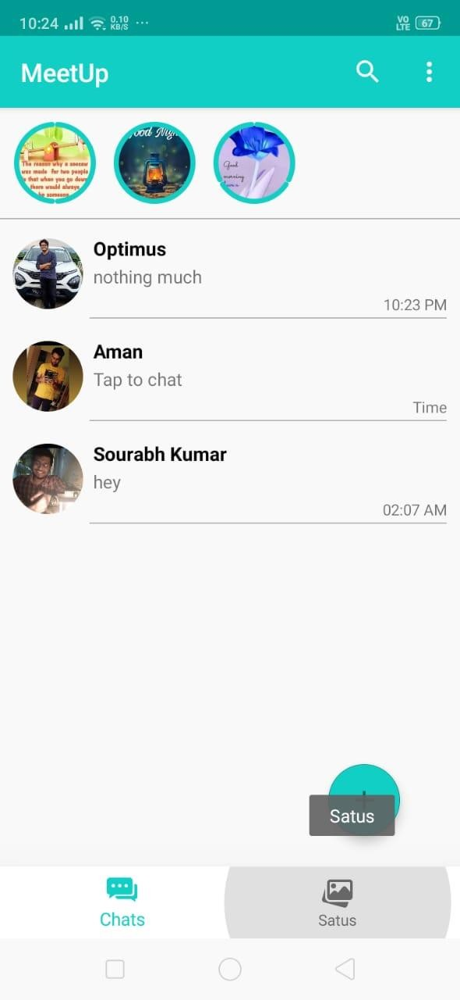 10:24
0.10
KB/S
VO
LTE
67
MeetUp
The reason why a seesaw
was made for two people
is that when you go down
there would always
be someone
Good Night
Good
morning
Optimus
nothing much
10:23 PM
Aman
Tap to chat
Time
Sourabh Kumar
hey
02:07 AM
Satus
Chats
Satus